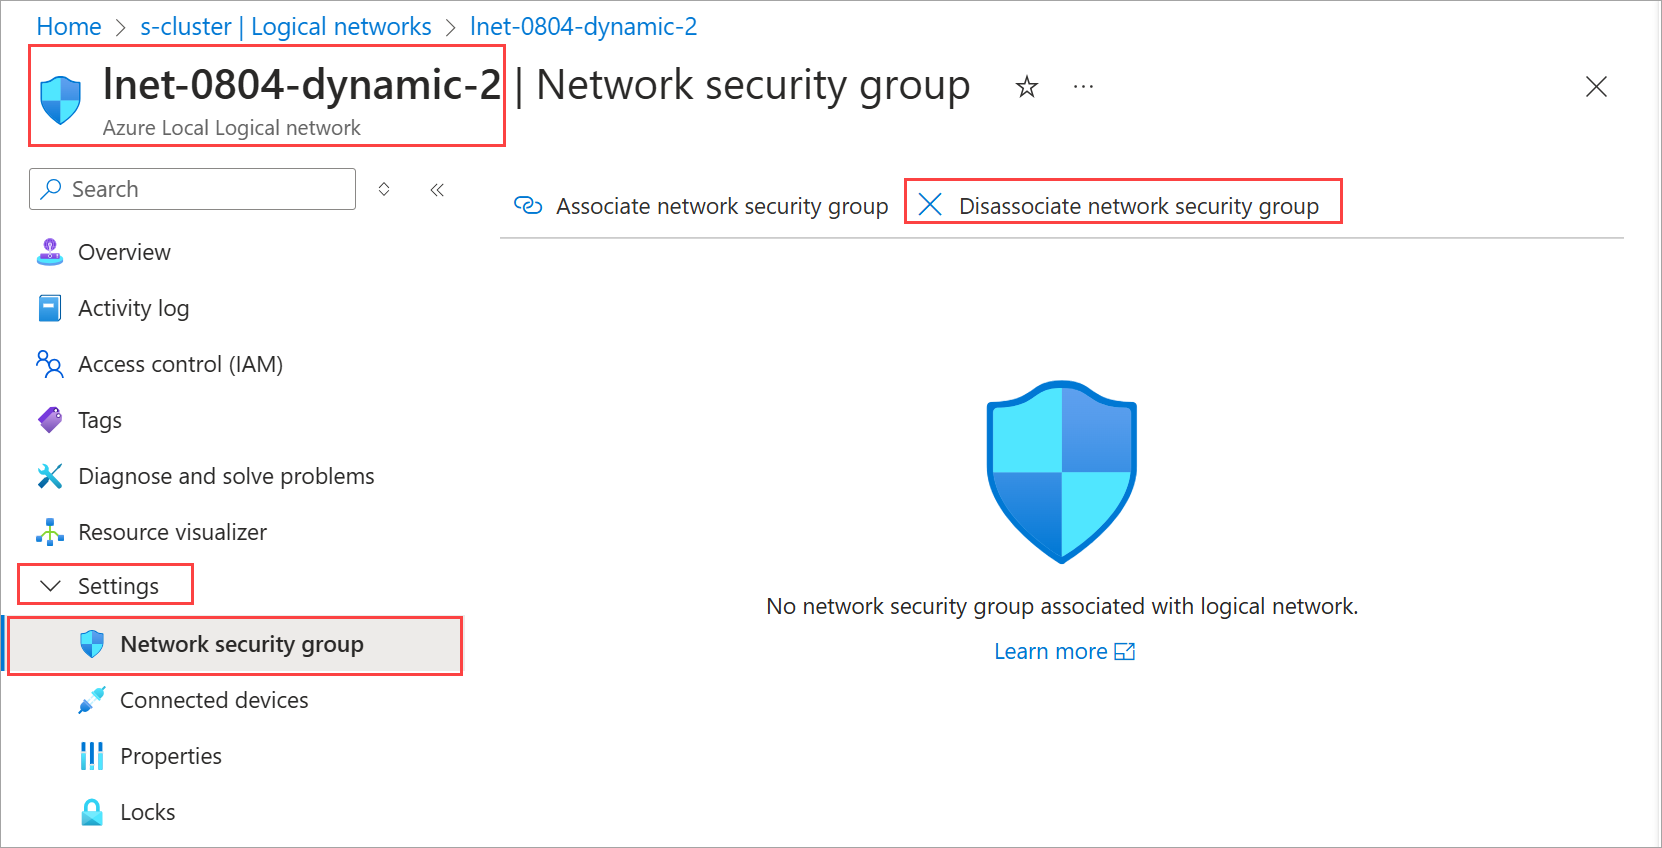 Home > s-cluster | Logical networks > lnet-0804-dynamic-2
lnet-0804-dynamic-2 | Network security group
Azure Local Logical network
Search
Associate network security group
Disassociate network security group
Overview
Activity log
Access control (IAM)
Tags
Diagnose and solve problems
Resource visualizer
Settings
Network security group
Connected devices
Properties
Locks
No network security group associated with logical network.
Learn more